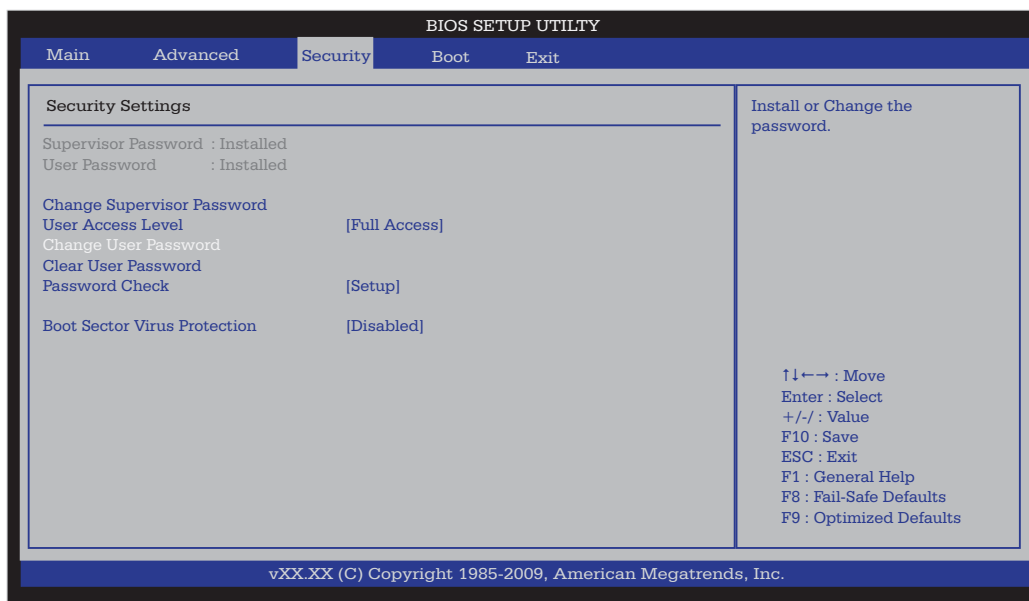 BIOS SETUP UTILTY
Main Advanced Security Boot Exit
Security Settings
Supervisor Password : Installed
User Password : Installed
Change Supervisor Password
User Access Level [Full Access]
Change User Password
Clear User Password
Password Check [Setup]
Boot Sector Virus Protection [Disabled]
Install or Change the
password.
↑↓←→ : Move
Enter : Select
+/-/ : Value
F10 : Save
ESC : Exit
F1 : General Help
F8 : Fail-Safe Defaults
F9 : Optimized Defaults
vXX.XX (C) Copyright 1985-2009, American Megatrends, Inc.